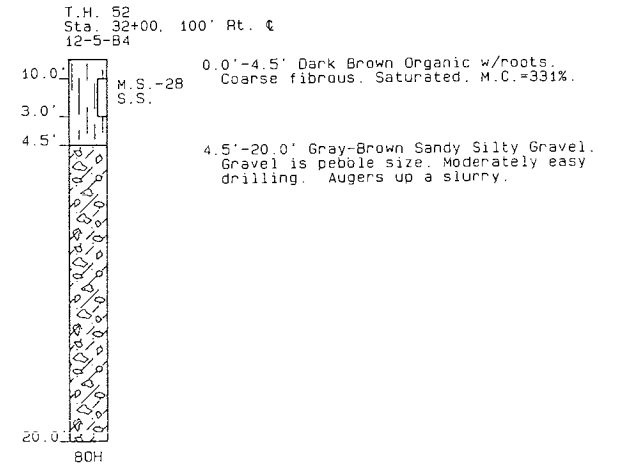 T.H. 52
Sta. 32+00, 100' Rt. ℄
12-5-84
0.0'-4.5' Dark Brown Organic w/roots.
Coarse fibrous. Saturated. M.C.=331%.
10.0'
M.S.-28
S.S.
3.0'
4.5'
4.5'-20.0' Gray-Brown Sandy Silty Gravel.
Gravel is pebble size. Moderately easy
drilling. Augers up a slurry.
20.0'
BOH